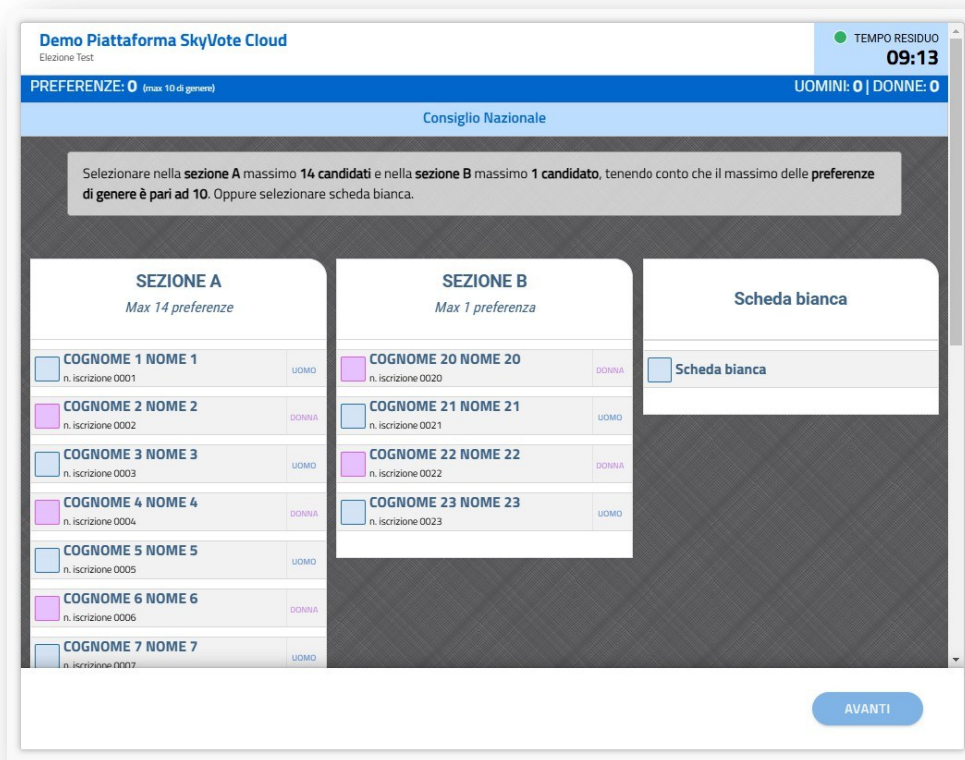 Demo Piattaforma SkyVote Cloud
Elezione Test
TEMPO RESIDUO
09:13
PREFERENZE: 0 (max 10 di genere)
UOMINI: 0 | DONNE: 0
Consiglio Nazionale
Selezionare nella sezione A massimo 14 candidati e nella sezione B massimo 1 candidato, tenendo conto che il massimo delle preferenze
di genere è pari ad 10. Oppure selezionare scheda bianca.
SEZIONE A
Max 14 preferenze
COGNOME 1 NOME 1
n. iscrizione 0001
UOMO
COGNOME 2 NOME 2
n. iscrizione 0002
DONNA
COGNOME 3 NOME 3
n. iscrizione 0003
UOMO
COGNOME 4 NOME 4
n. iscrizione 0004
DONNA
COGNOME 5 NOME 5
n. iscrizione 0005
UOMO
COGNOME 6 NOME 6
n. iscrizione 0006
DONNA
COGNOME 7 NOME 7
n. iscrizione 0007
UOMO
SEZIONE B
Max 1 preferenza
COGNOME 20 NOME 20
n. iscrizione 0020
DONNA
COGNOME 21 NOME 21
n. iscrizione 0021
UOMO
COGNOME 22 NOME 22
n. iscrizione 0022
DONNA
COGNOME 23 NOME 23
n. iscrizione 0023
UOMO
Scheda bianca
Scheda bianca
AVANTI